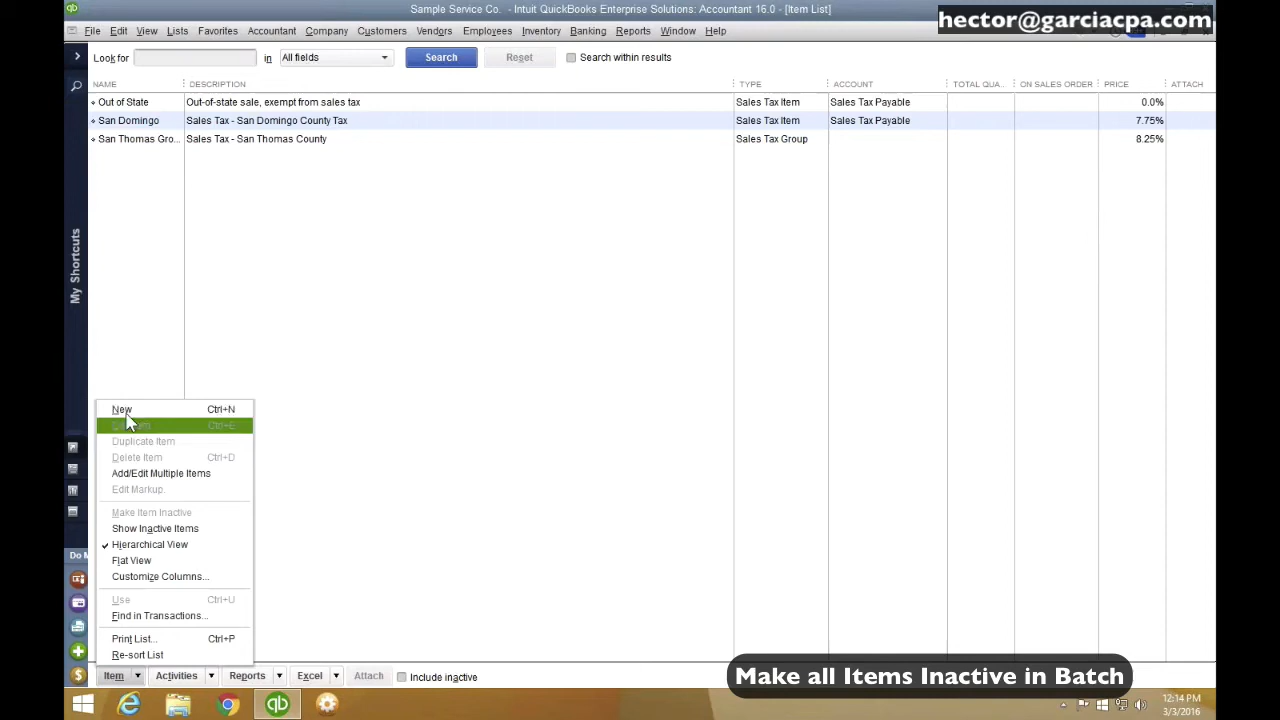 Sample Service Co. - Intuit QuickBooks Enterprise Solutions: Accountant 16.0 - [Item List]
hector@garciacpa.com
File Edit View Lists Favorites Accountant Company Customers Vendors Employees Inventory Banking Reports Window Help
Look for in All fields Search Reset Search within results
NAME DESCRIPTION TYPE ACCOUNT TOTAL QUA... ON SALES ORDER PRICE ATTACH
Out of State Out-of-state sale, exempt from sales tax Sales Tax Item Sales Tax Payable 0.0%
San Domingo Sales Tax - San Domingo County Tax Sales Tax Item Sales Tax Payable 7.75%
San Thomas Gro... Sales Tax - San Thomas County Sales Tax Group 8.25%
My Shortcuts
New Ctrl+N
Ctrl+E
Duplicate Item
Delete Item Ctrl+D
Add/Edit Multiple Items
Edit Markup.
Make Item Inactive
Show Inactive Items
Hierarchical View
Do M
Flat View
Customize Columns...
Use Ctrl+U
Find in Transactions...
Print List... Ctrl+P
Re-sort List
Item Activities Reports Excel Attach Include inactive
Make all Items Inactive in Batch
12:14 PM
3/3/2016